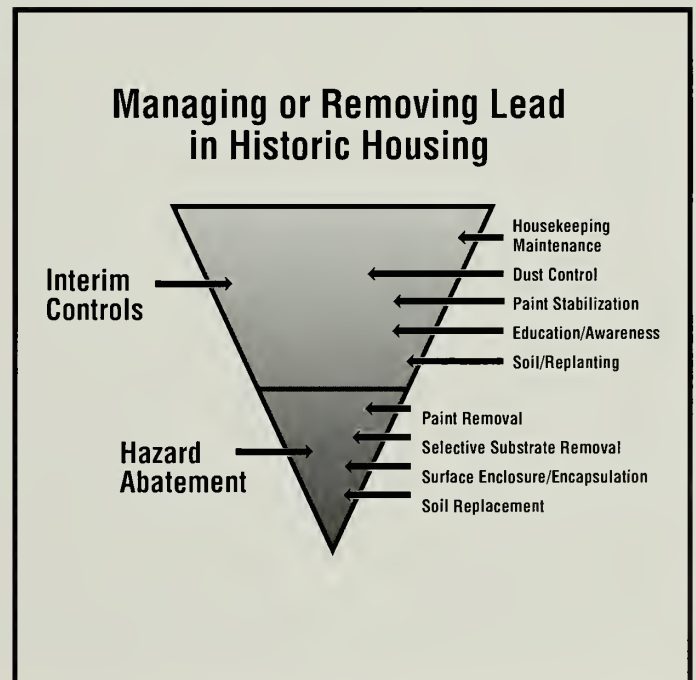 Managing or Removing Lead
in Historic Housing
Interim
Controls
Housekeeping
Maintenance
Dust Control
Paint Stabilization
Education/Awareness
Soil/Replanting
Hazard
Abatement
Paint Removal
Selective Substrate Removal
Surface Enclosure/Encapsulation
Soil Replacement